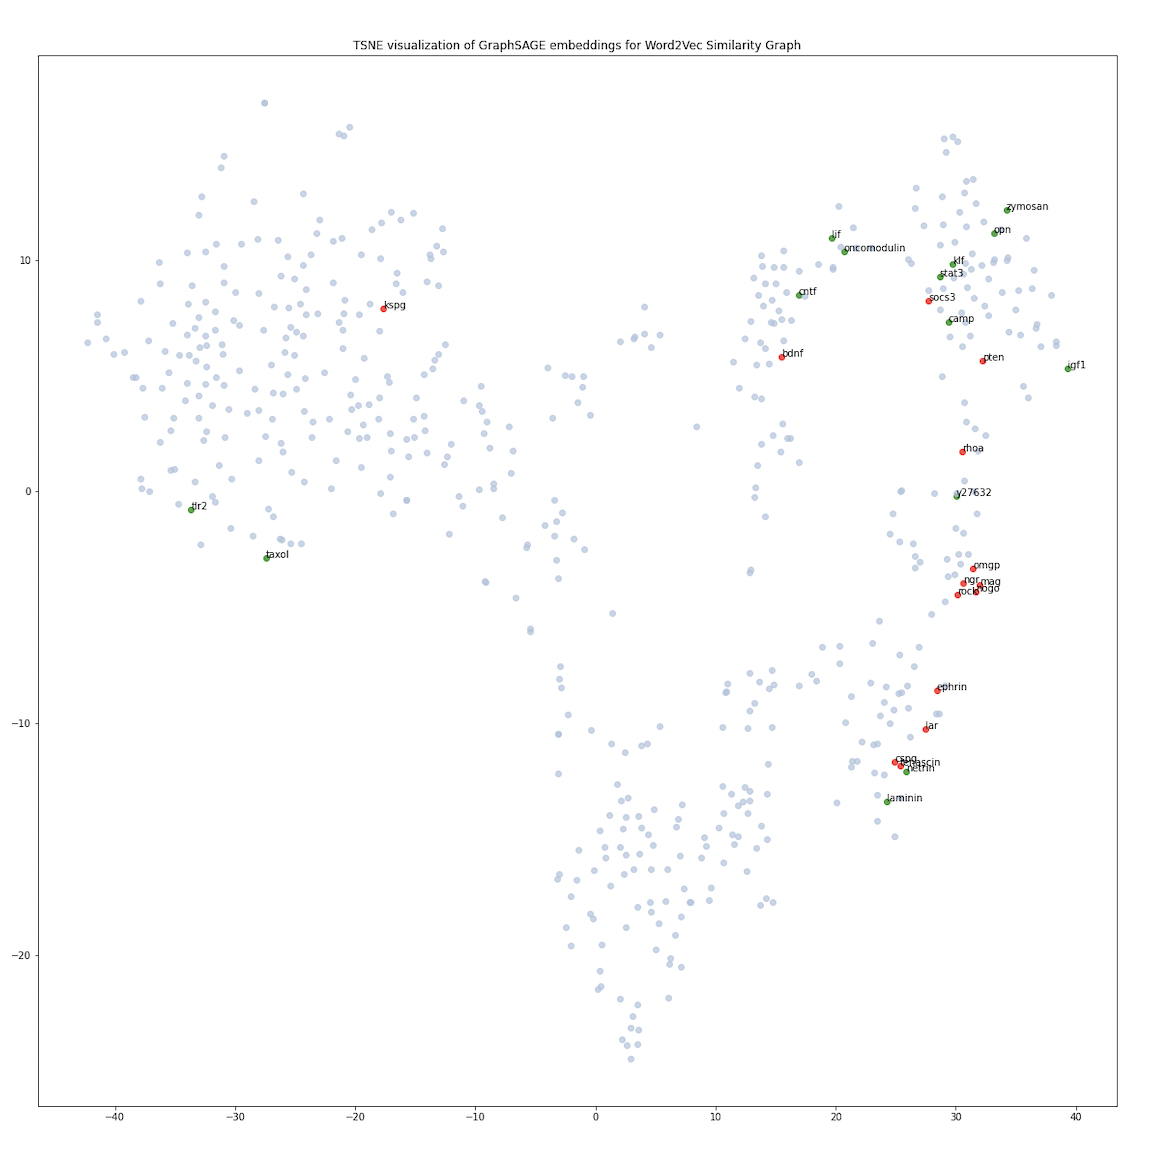 TSNE visualization of GraphSAGE embeddings for Word2Vec Similarity Graph
zymosan
lif
opn
oncomodulin
10
klf
stat3
cntf
socs3
kspg
camp
bdnf
pten
igf1
rhoa
0
y27632
tlr2
taxol
omgp
ngr
mag
nogo
rock
ephrin
−10
lar
cspg
tenascin
netrin
laminin
−20
−40
−30
−20
−10
0
10
20
30
40